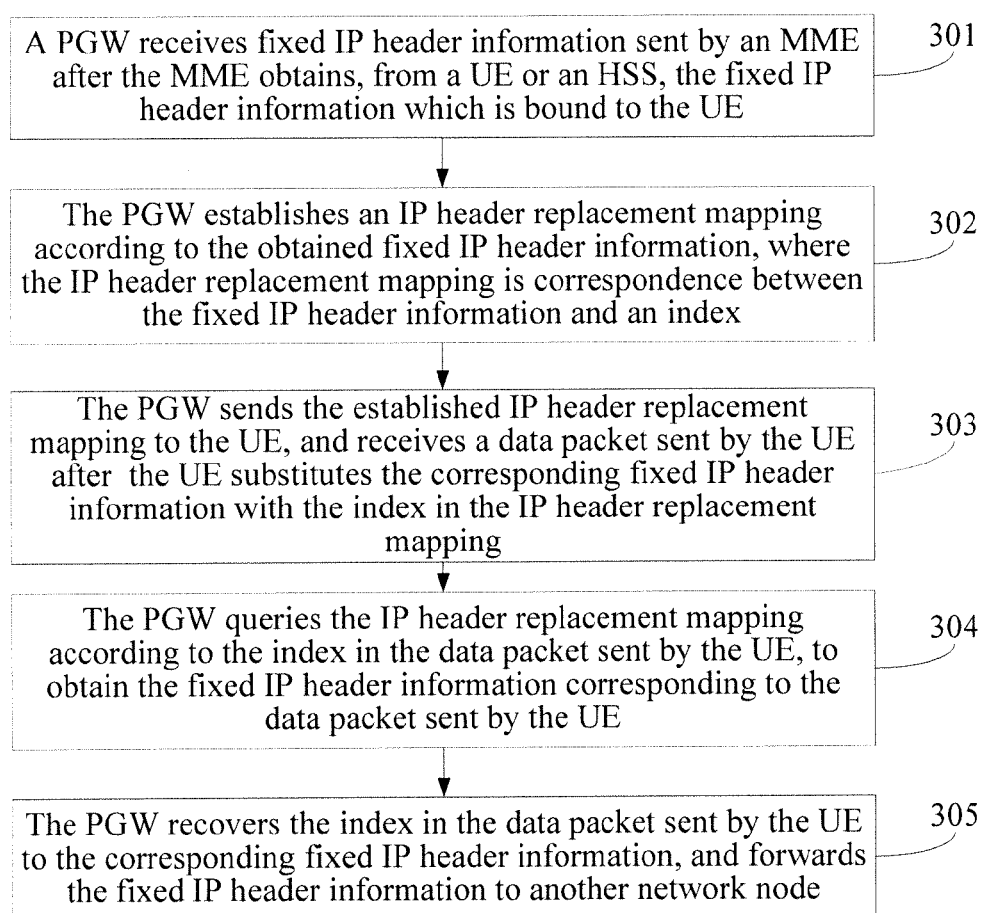 A PGW receives fixed IP header information sent by an MME
after the MME obtains, from a UE or an HSS, the fixed IP
header information which is bound to the UE
301
The PGW establishes an IP header replacement mapping
according to the obtained fixed IP header information, where
the IP header replacement mapping is correspondence between
the fixed IP header information and an index
302
The PGW sends the established IP header replacement
mapping to the UE, and receives a data packet sent by the UE
after the UE substitutes the corresponding fixed IP header
information with the index in the IP header replacement
mapping
303
The PGW queries the IP header replacement mapping
according to the index in the data packet sent by the UE, to
obtain the fixed IP header information corresponding to the
data packet sent by the UE
304
The PGW recovers the index in the data packet sent by the UE
to the corresponding fixed IP header information, and forwards
the fixed IP header information to another network node
305